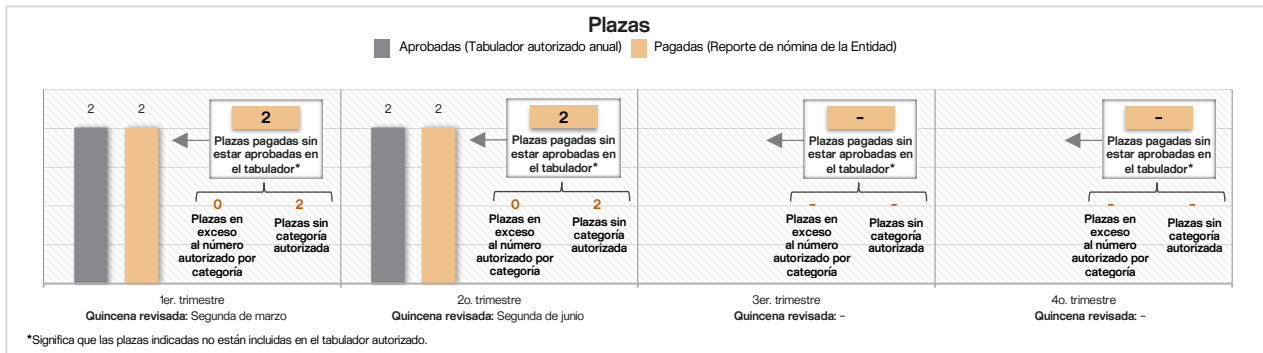 Plazas
Aprobadas (Tabulador autorizado anual)
Pagadas (Reporte de nómina de la Entidad)
2
2
2
Plazas pagadas sin
estar aprobadas en
el tabulador*
0
2
Plazas en
exceso
al número
autorizado por
categoría
Plazas sin
categoría
autorizada
2
2
2
Plazas pagadas sin
estar aprobadas en
el tabulador*
0
2
Plazas en
exceso
al número
autorizado por
categoría
Plazas sin
categoría
autorizada
-
Plazas pagadas sin
estar aprobadas en
el tabulador*
-
-
Plazas en
exceso
al número
autorizado por
categoría
Plazas sin
categoría
autorizada
-
Plazas pagadas sin
estar aprobadas en
el tabulador*
-
-
Plazas en
exceso
al número
autorizado por
categoría
Plazas sin
categoría
autorizada
1er. trimestre
Quincena revisada: Segunda de marzo
2o. trimestre
Quincena revisada: Segunda de junio
3er. trimestre
Quincena revisada: -
4o. trimestre
Quincena revisada: -
*Significa que las plazas indicadas no están incluidas en el tabulador autorizado.